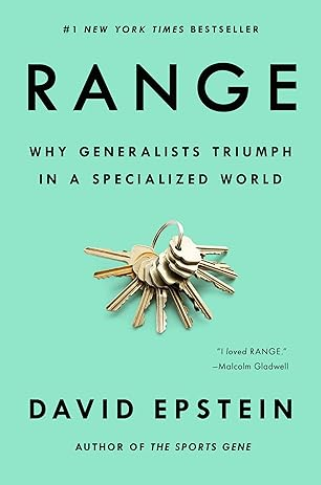 #1 NEW YORK TIMES BESTSELLER
RANGE
WHY GENERALISTS TRIUMPH
IN A SPECIALIZED WORLD
"I loved RANGE."
—Malcolm Gladwell
DAVID EPSTEIN
AUTHOR OF THE SPORTS GENE